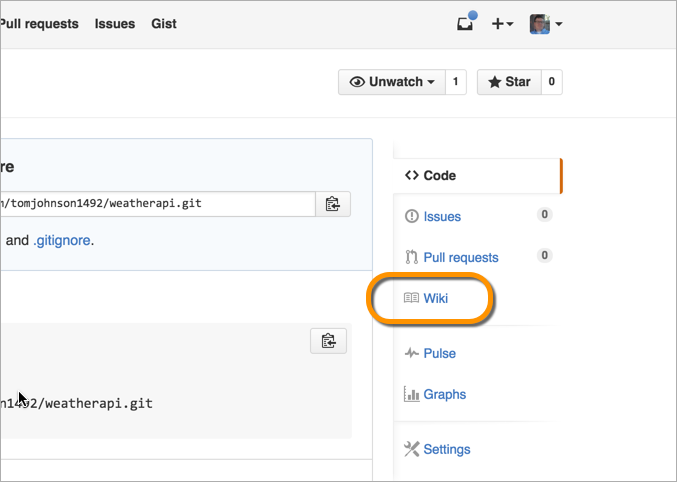 Pull requests Issues Gist
Unwatch 1 Star 0
re
Code
m/tomjohnson1492/weatherapi.git
Issues 0
and .gitignore.
Pull requests 0
Wiki
Pulse
Graphs
n1492/weatherapi.git
Settings